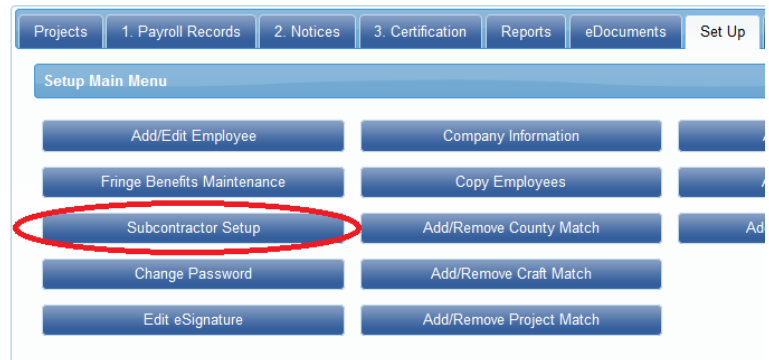 Projects 1. Payroll Records 2. Notices 3. Certification Reports eDocuments Set Up
Setup Main Menu
Add/Edit Employee Company Information
Fringe Benefits Maintenance Copy Employees
Subcontractor Setup Add/Remove County Match
Change Password Add/Remove Craft Match
Edit eSignature Add/Remove Project Match